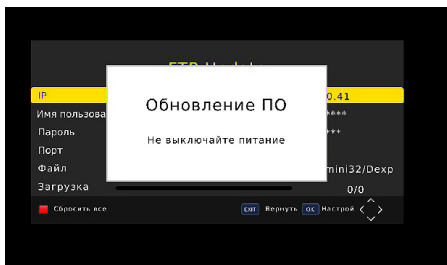 IP 0.41
Обновление ПО
Имя пользова ****
Пароль ***
Не выключайте питание
Порт
Файл mini32/Dexp
Загрузка 0/0
Сбросить все EXIT Вернуть OK Настрой